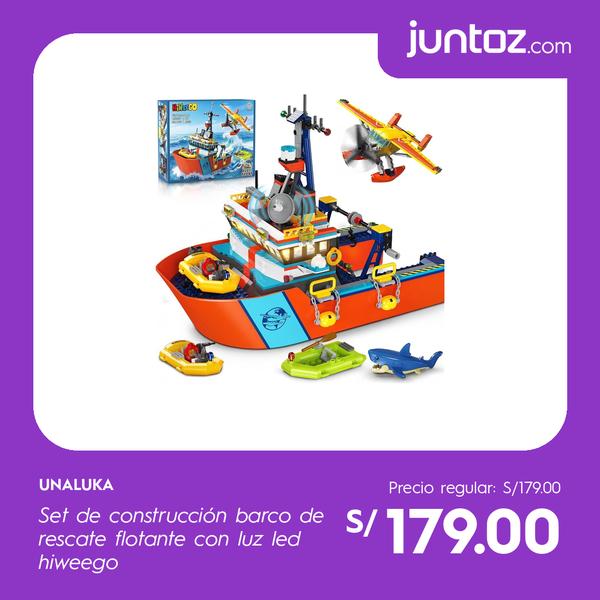 juntoz.com
UNALUKA
Set de construcción barco de
rescate flotante con luz led
hiweego
Precio regular: S/179.00
S/179.00